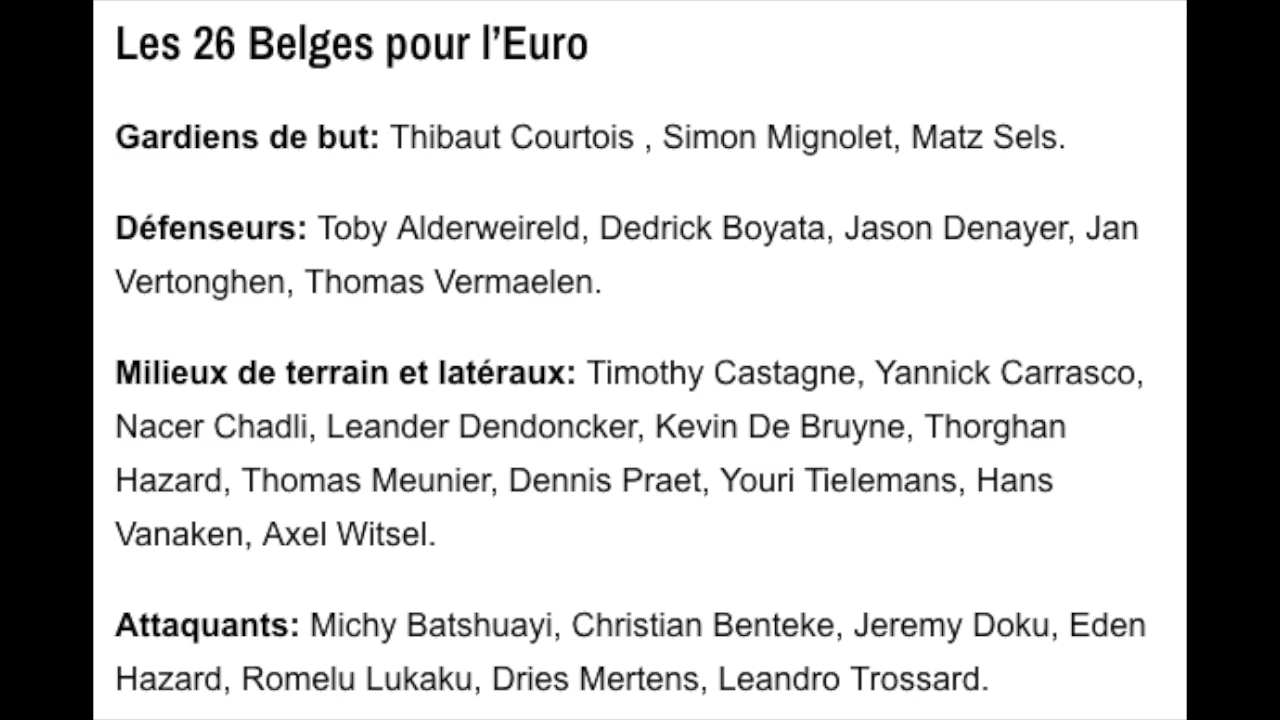 Les 26 Belges pour l’Euro
Gardiens de but: Thibaut Courtois , Simon Mignolet, Matz Sels.
Défenseurs: Toby Alderweireld, Dedrick Boyata, Jason Denayer, Jan
Vertonghen, Thomas Vermaelen.
Milieux de terrain et latéraux: Timothy Castagne, Yannick Carrasco,
Nacer Chadli, Leander Dendoncker, Kevin De Bruyne, Thorghan
Hazard, Thomas Meunier, Dennis Praet, Youri Tielemans, Hans
Vanaken, Axel Witsel.
Attaquants: Michy Batshuayi, Christian Benteke, Jeremy Doku, Eden
Hazard, Romelu Lukaku, Dries Mertens, Leandro Trossard.